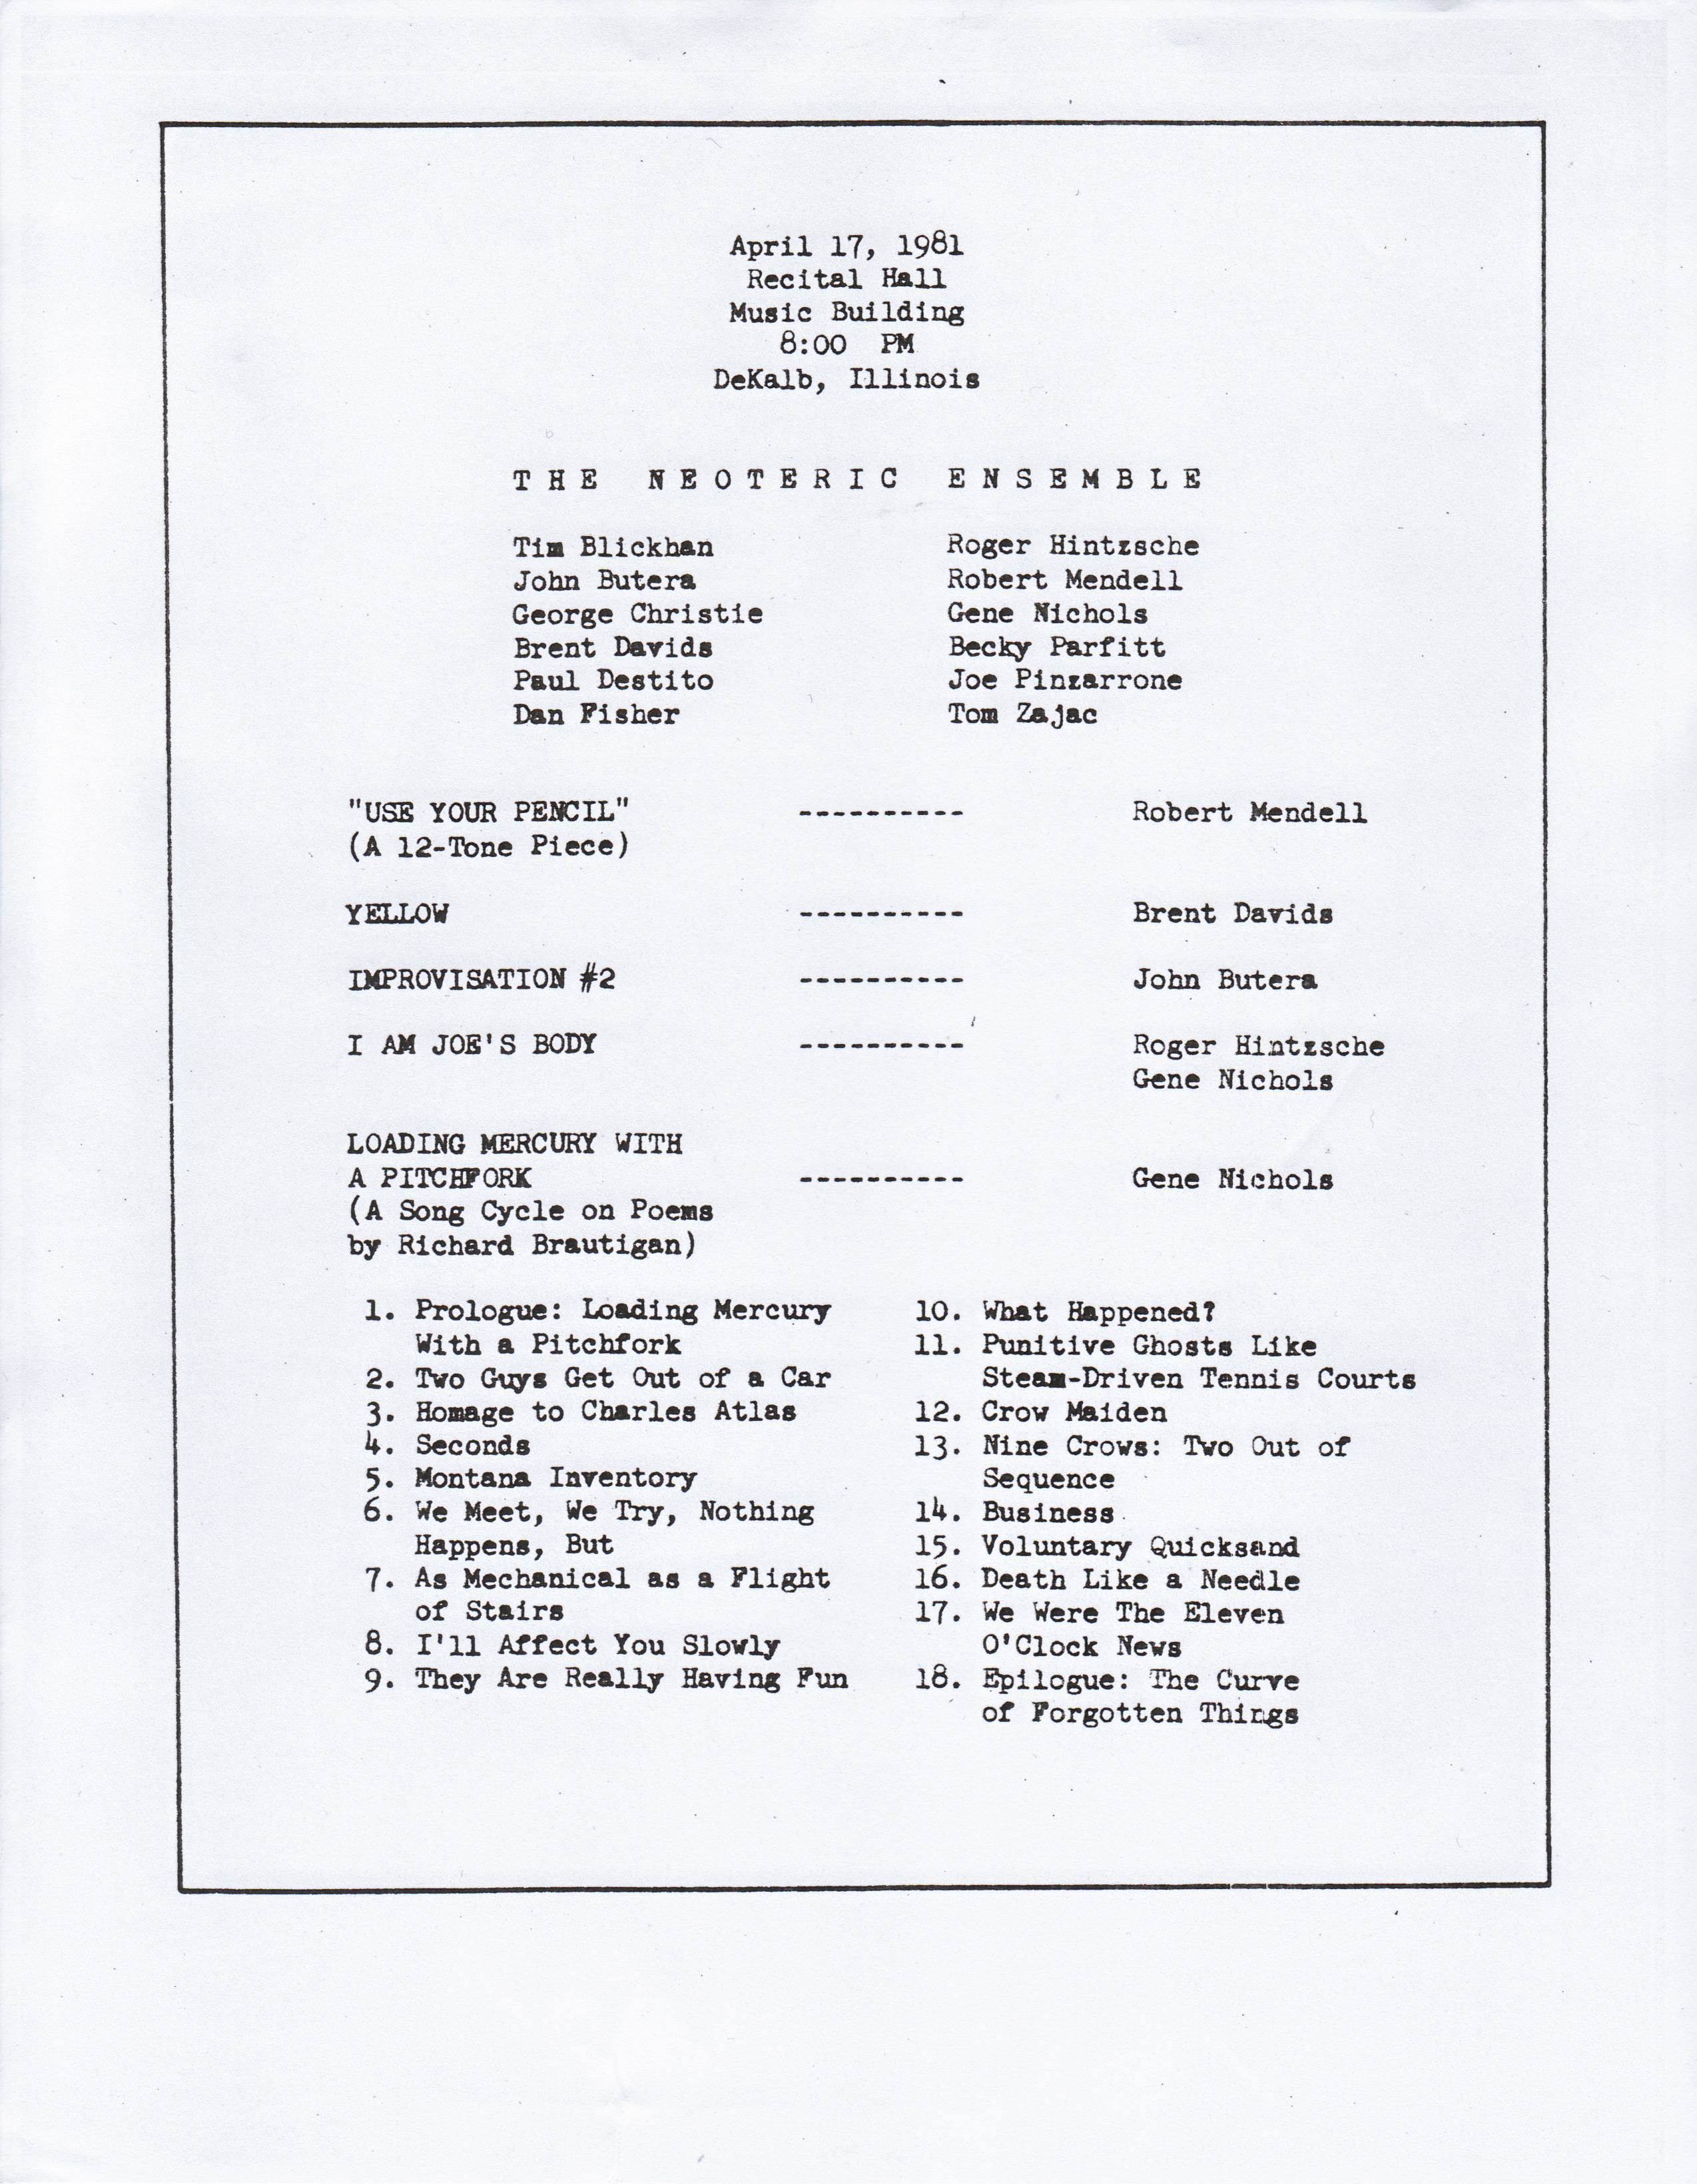 April 17, 1981
Recital Hall
Music Building
8:00 PM
DeKalb, Illinois
THE NEOTERIC ENSEMBLE
Tim Blickhan Roger Hintzsche
John Butera Robert Mendell
George Christie Gene Nichols
Brent Davids Becky Parfitt
Paul Destito Joe Pinzarrone
Dan Fisher Tom Zajac
"USE YOUR PENCIL" ---------- Robert Mendell
(A 12-Tone Piece)
YELLOW ---------- Brent Davids
IMPROVISATION #2 ---------- John Butera
I AM JOE'S BODY ---------- Roger Hintzsche
Gene Nichols
LOADING MERCURY WITH
A PITCHFORK ---------- Gene Nichols
(A Song Cycle on Poems
by Richard Brautigan)
1. Prologue: Loading Mercury
With a Pitchfork
2. Two Guys Get Out of a Car
3. Homage to Charles Atlas
4. Seconds
5. Montana Inventory
6. We Meet, We Try, Nothing
Happens, But
7. As Mechanical as a Flight
of Stairs
8. I'll Affect You Slowly
9. They Are Really Having Fun
10. What Happened?
11. Punitive Ghosts Like
Steam-Driven Tennis Courts
12. Crow Maiden
13. Nine Crows: Two Out of
Sequence
14. Business
15. Voluntary Quicksand
16. Death Like a Needle
17. We Were The Eleven
O'Clock News
18. Epilogue: The Curve
of Forgotten Things